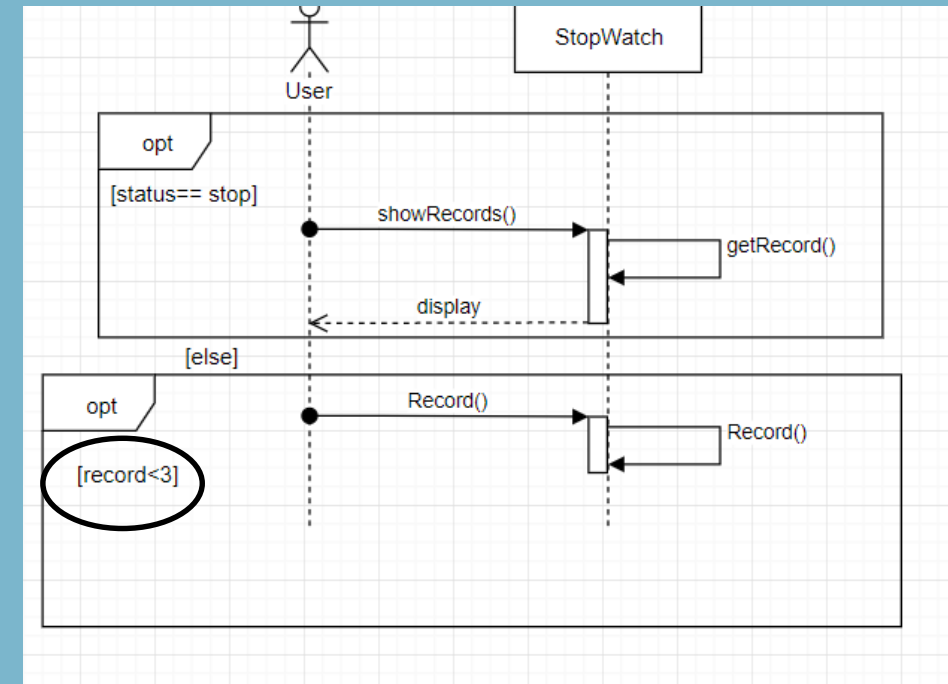 StopWatch
User
opt
[status== stop]
showRecords()
getRecord()
display
[else]
opt
Record()
Record()
[record<3]